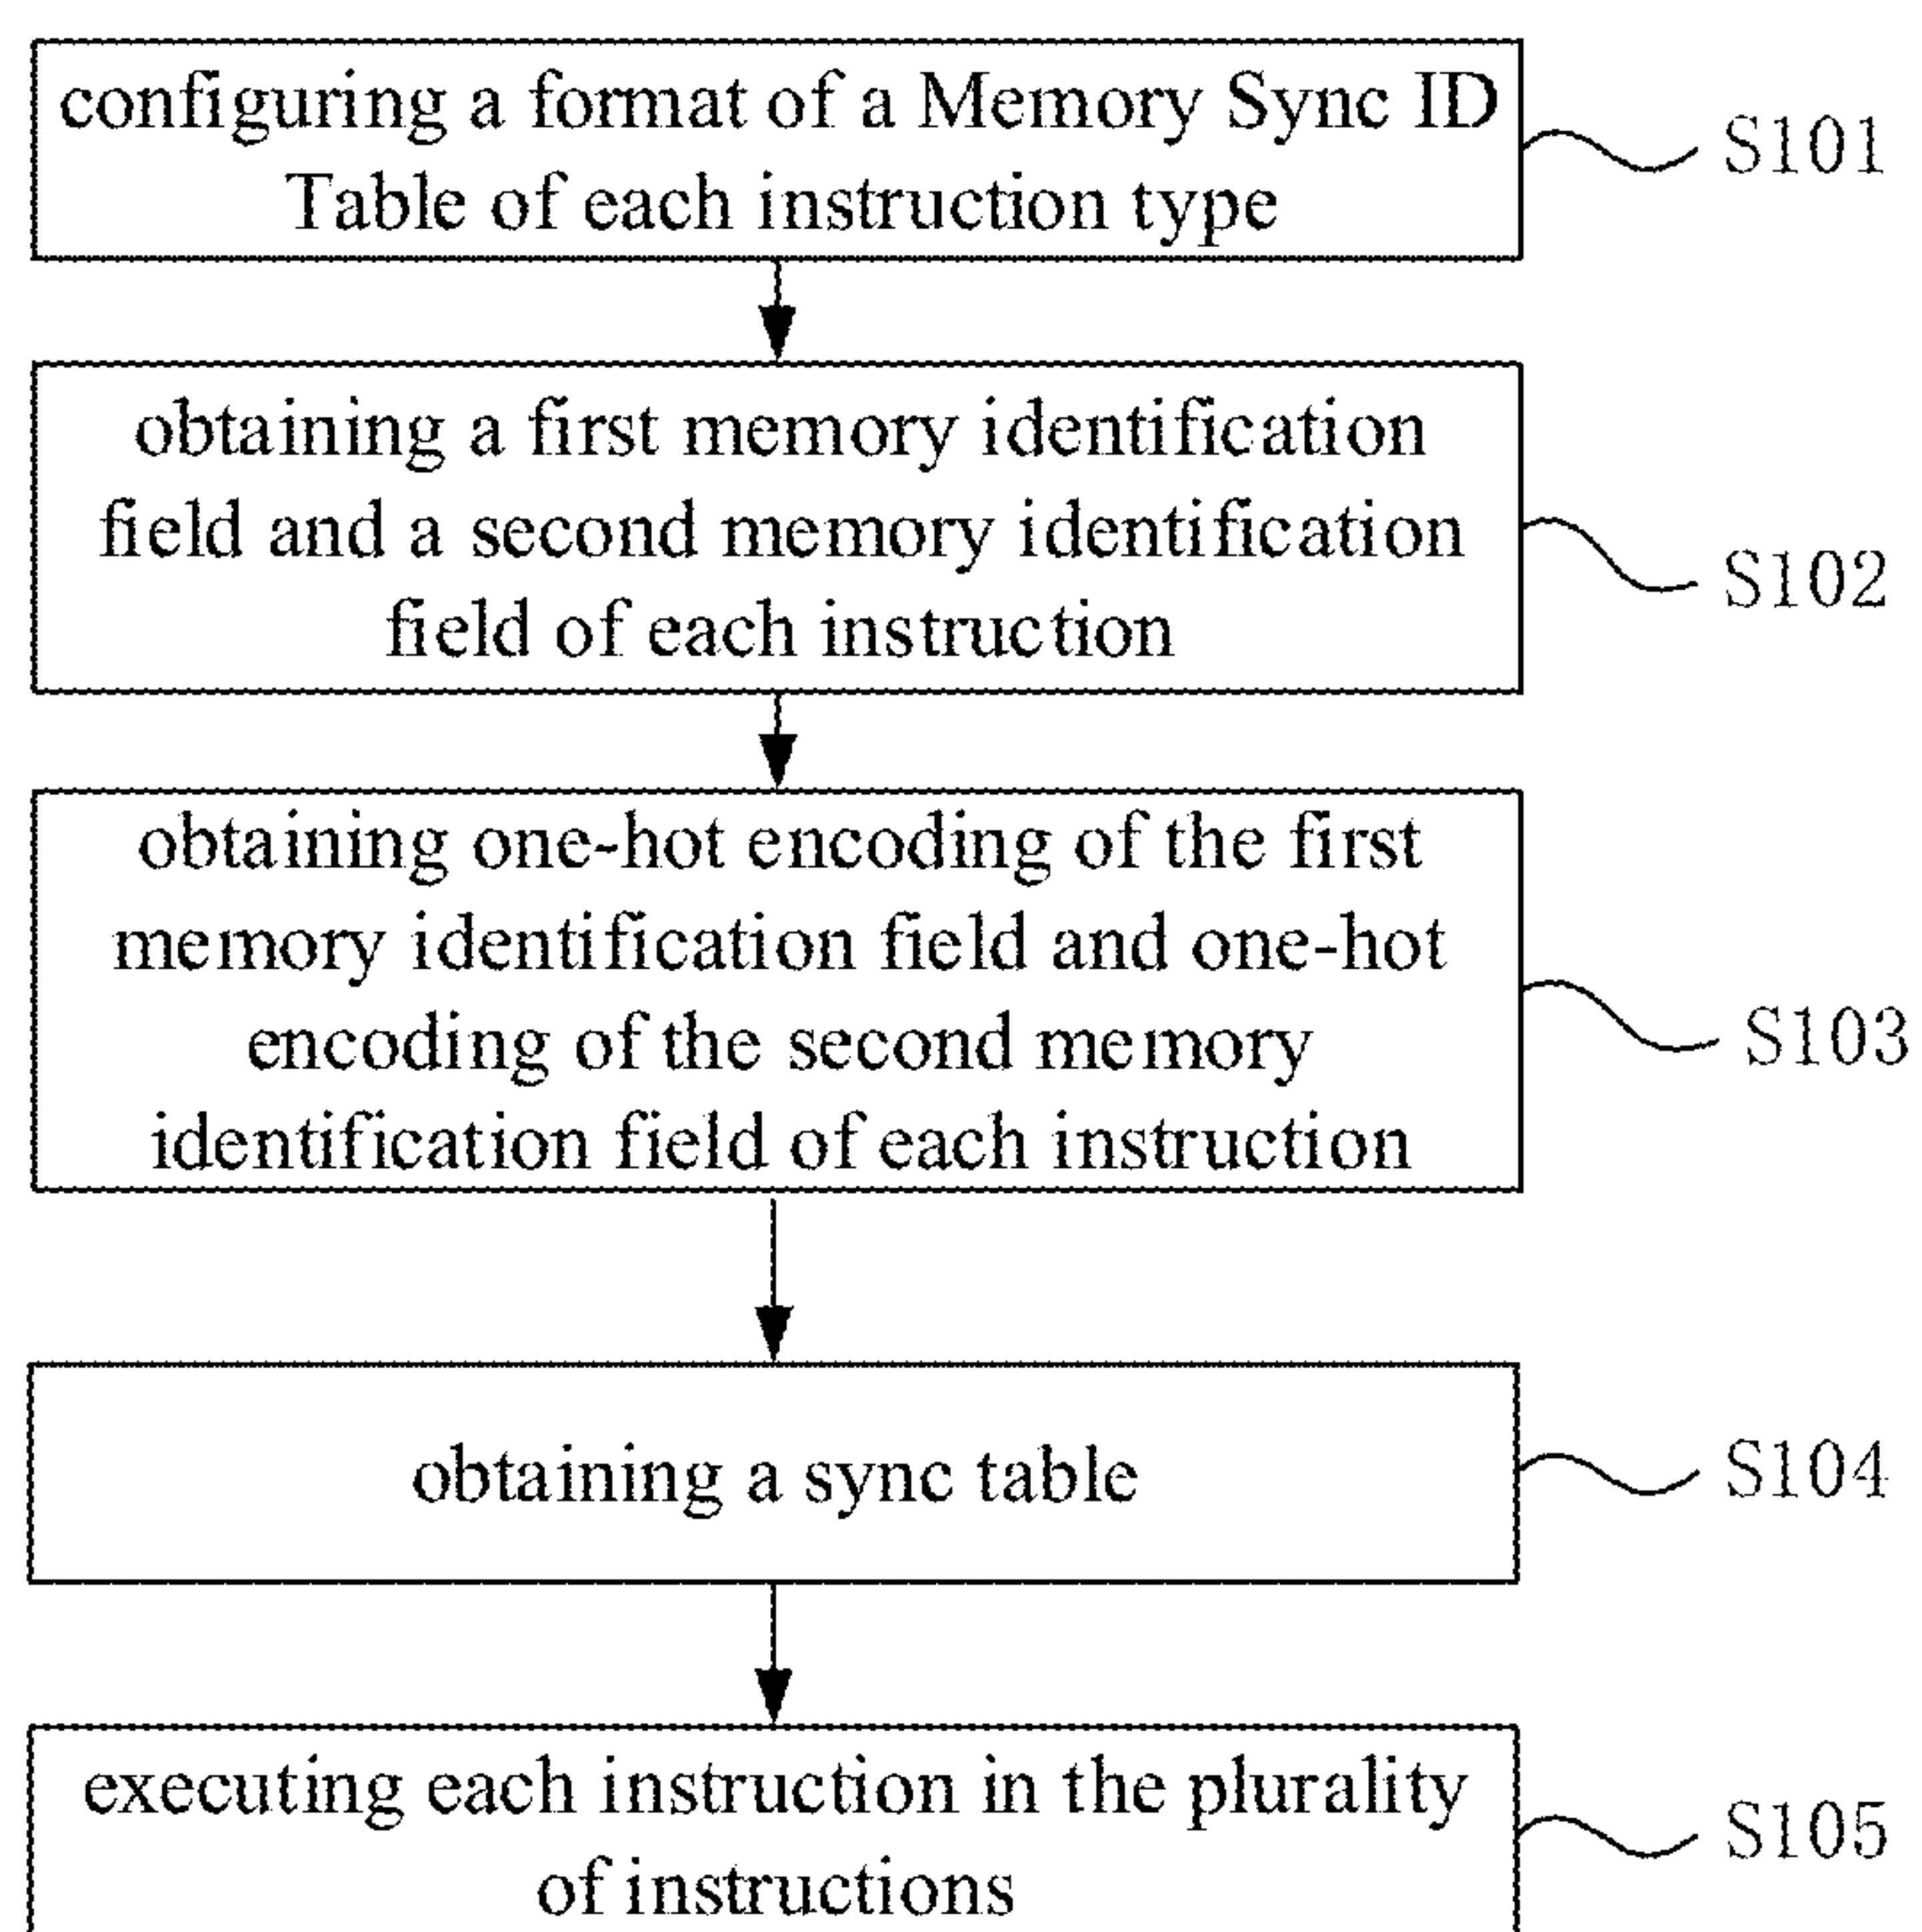 configuring a format of a Memory Sync ID
Table of each instruction type
S101
obtaining a first memory identification
field and a second memory identification
field of each instruction
S102
obtaining one-hot encoding of the first
memory identification field and one-hot
encoding of the second memory
identification field of each instruction
S103
obtaining a sync table
S104
executing each instruction in the plurality
of instructions
S105